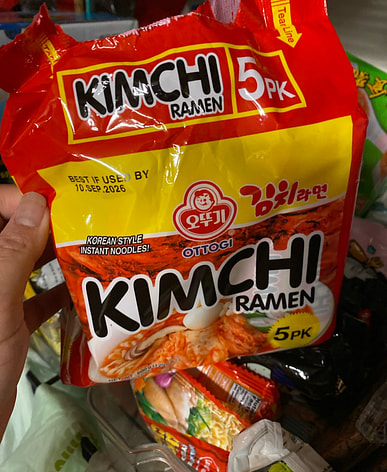 Tear Line
KIMCHI
RAMEN
5PK
BEST IF USED BY
10.SEP.2026
오뚜기
OTTOGI
김치라면
KOREAN STYLE
INSTANT NOODLES!
KIMCHI
RAMEN
5PK